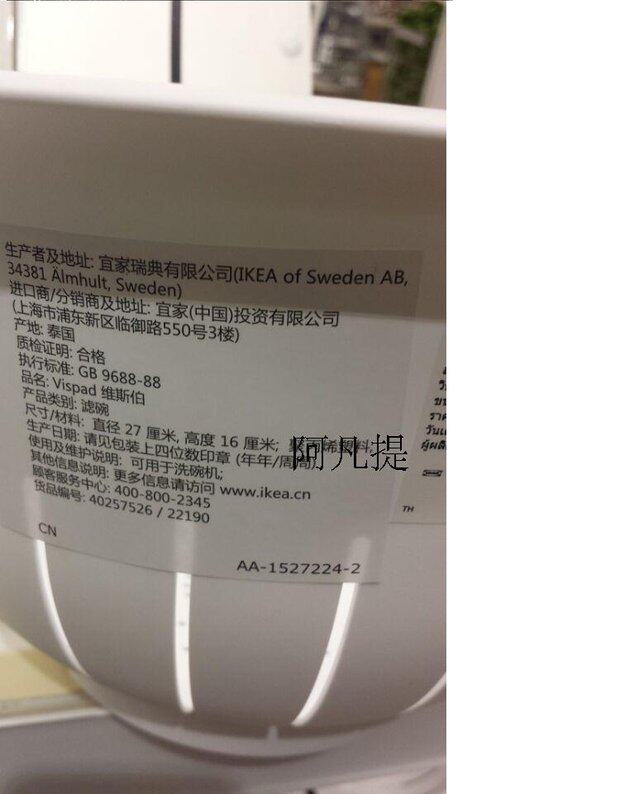 生产者及地址: 宜家瑞典有限公司(IKEA of Sweden AB,
34381 Älmhult, Sweden)
进口商/分销商及地址: 宜家(中国)投资有限公司
(上海市浦东新区临御路550号3楼)
产地: 泰国
质检证明: 合格
执行标准: GB 9688-88
品名: Vispad 维斯伯
产品类别: 滤碗
尺寸/材料: 直径 27 厘米, 高度 16 厘米;
生产日期: 请见包装上四位数印章 (年年/周周)
使用及维护说明: 可用于洗碗机;
其他信息说明: 更多信息请访问 www.ikea.cn
顾客服务中心: 400-800-2345
货品编号: 40257526 / 22190
CN
AA-1527224-2
阿凡提
TH